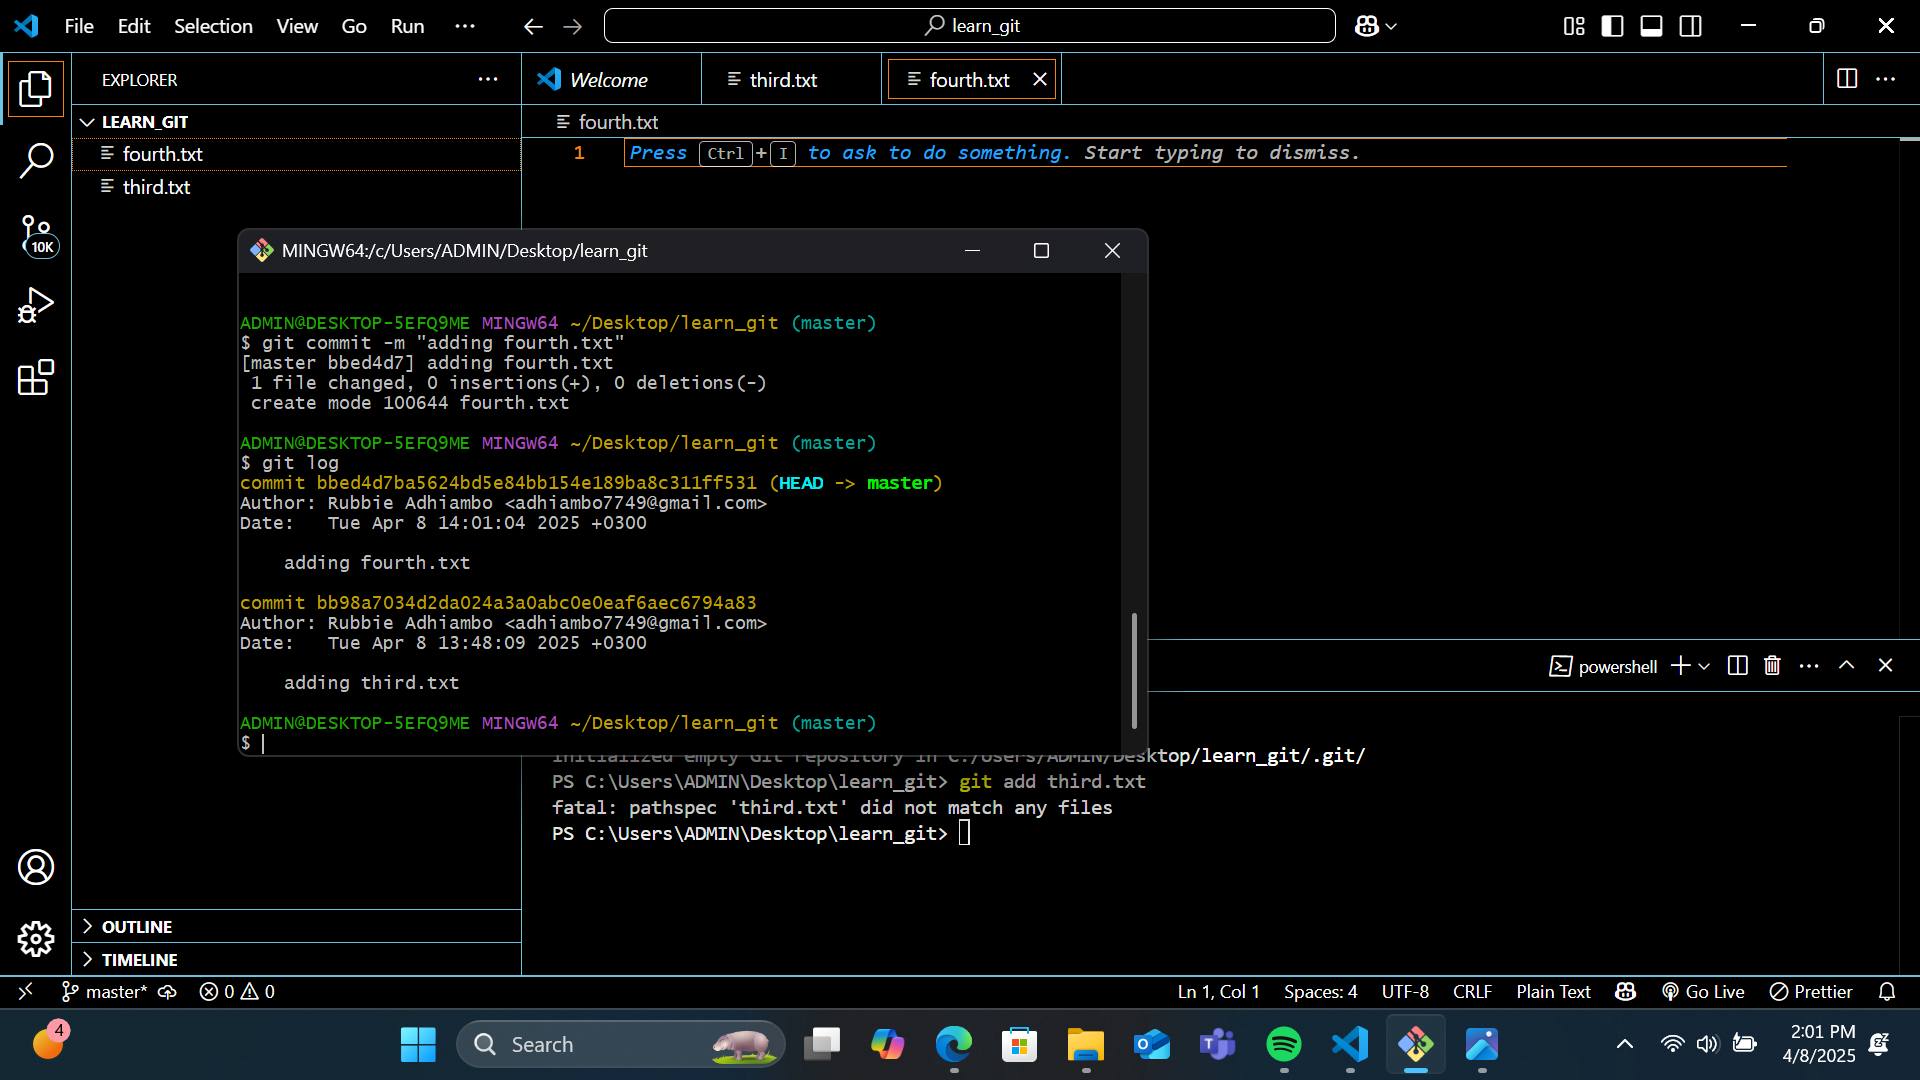 File Edit Selection View Go Run ···
learn_git
EXPLORER
LEARN_GIT
fourth.txt
third.txt
10K
OUTLINE
TIMELINE
Welcome
third.txt
fourth.txt
fourth.txt
1 Press Ctrl+I to ask to do something. Start typing to dismiss.
MINGW64:/c/Users/ADMIN/Desktop/learn_git
ADMIN@DESKTOP-5EFQ9ME MINGW64 ~/Desktop/learn_git (master)
$ git commit -m "adding fourth.txt"
[master bbed4d7] adding fourth.txt
1 file changed, 0 insertions(+), 0 deletions(-)
create mode 100644 fourth.txt
ADMIN@DESKTOP-5EFQ9ME MINGW64 ~/Desktop/learn_git (master)
$ git log
commit bbed4d7ba5624bd5e84bb154e189ba8c311ff531 (HEAD -> master)
Author: Rubbie Adhiambo <adhiambo7749@gmail.com>
Date:   Tue Apr 8 14:01:04 2025 +0300
adding fourth.txt
commit bb98a7034d2da024a3a0abc0e0eaf6aec6794a83
Author: Rubbie Adhiambo <adhiambo7749@gmail.com>
Date:   Tue Apr 8 13:48:09 2025 +0300
adding third.txt
ADMIN@DESKTOP-5EFQ9ME MINGW64 ~/Desktop/learn_git (master)
$
powershell
Initialized empty Git repository in C:/Users/ADMIN/Desktop/learn_git/.git/
PS C:\Users\ADMIN\Desktop\learn_git> git add third.txt
fatal: pathspec 'third.txt' did not match any files
PS C:\Users\ADMIN\Desktop\learn_git>
master* 0 0
Ln 1, Col 1 Spaces: 4 UTF-8 CRLF Plain Text Go Live Prettier
4
Search
2:01 PM
4/8/2025